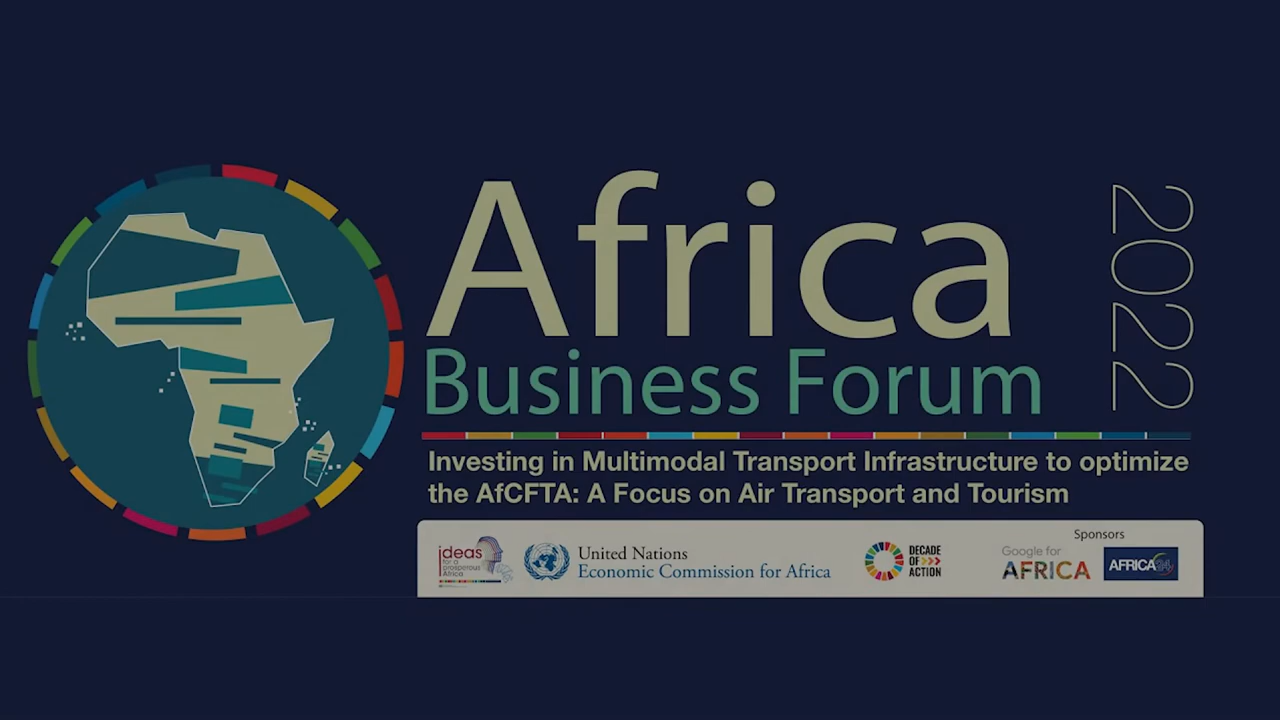 Africa
Business Forum
2022
Investing in Multimodal Transport Infrastructure to optimize
the AfCFTA: A Focus on Air Transport and Tourism
Sponsors
ideas
for a
prosperous
Africa
United Nations
Economic Commission for Africa
DECADE
OF >>>
ACTION
Google for
AFRICA
AFRICA24